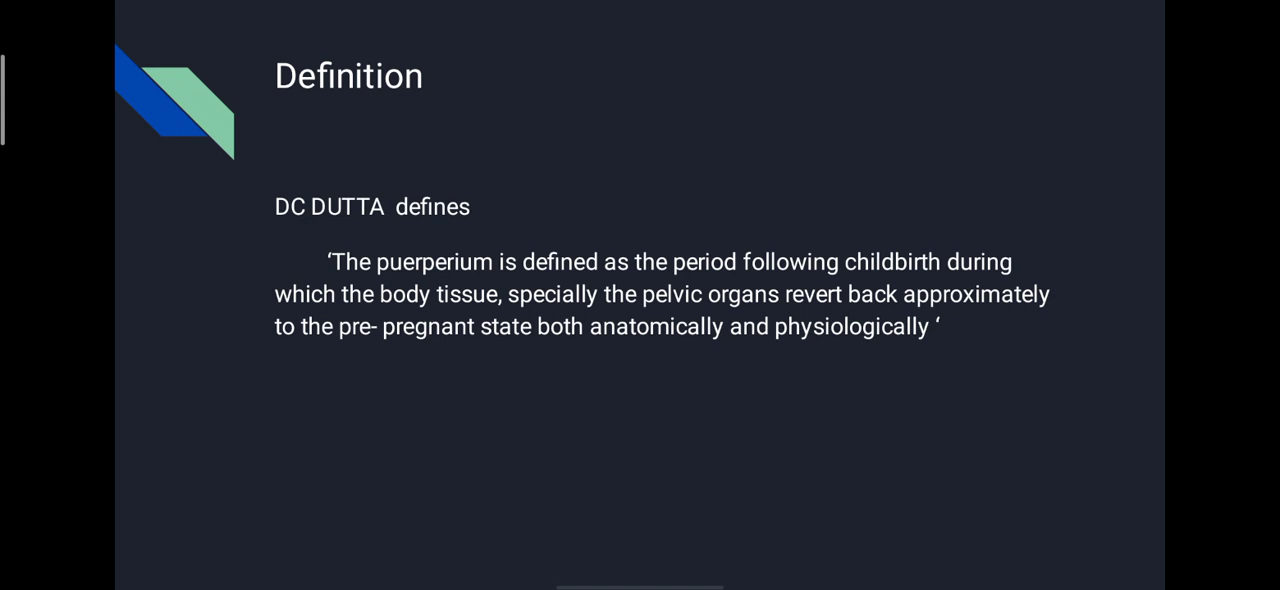 Definition
DC DUTTA  defines
‘The puerperium is defined as the period following childbirth during
which the body tissue, specially the pelvic organs revert back approximately
to the pre- pregnant state both anatomically and physiologically ‘